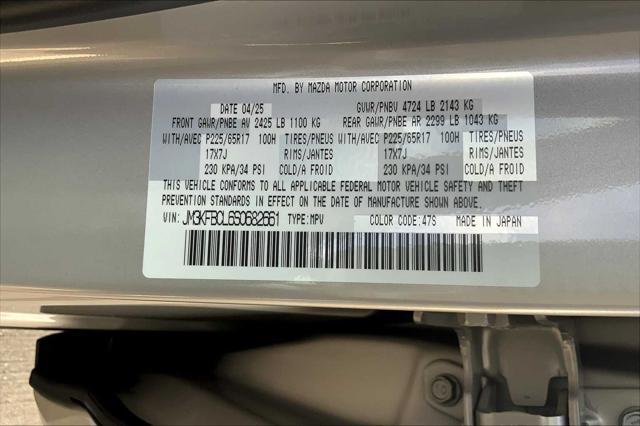 MFD. BY MAZDA MOTOR CORPORATION
DATE 04/25 GVWR/PNBV 4724 LB 2143 KG
FRONT GAWR/PNBE AV 2425 LB 1100 KG REAR GAWR/PNBE AR 2299 LB 1043 KG
WITH/AVEC P225/65R17 100H TIRES/PNEUS WITH/AVEC P225/65R17 100H TIRES/PNEUS
17X7J RIMS/JANTES 17X7J RIMS/JANTES
230 KPA/34 PSI COLD/A FROID 230 KPA/34 PSI COLD/A FROID
THIS VEHICLE CONFORMS TO ALL APPLICABLE FEDERAL MOTOR VEHICLE SAFETY AND THEFT
PREVENTION STANDARDS IN EFFECT ON THE DATE OF MANUFACTURE SHOWN ABOVE.
VIN: JM3KFBCL6S0682661 TYPE:MPV COLOR CODE:47S MADE IN JAPAN